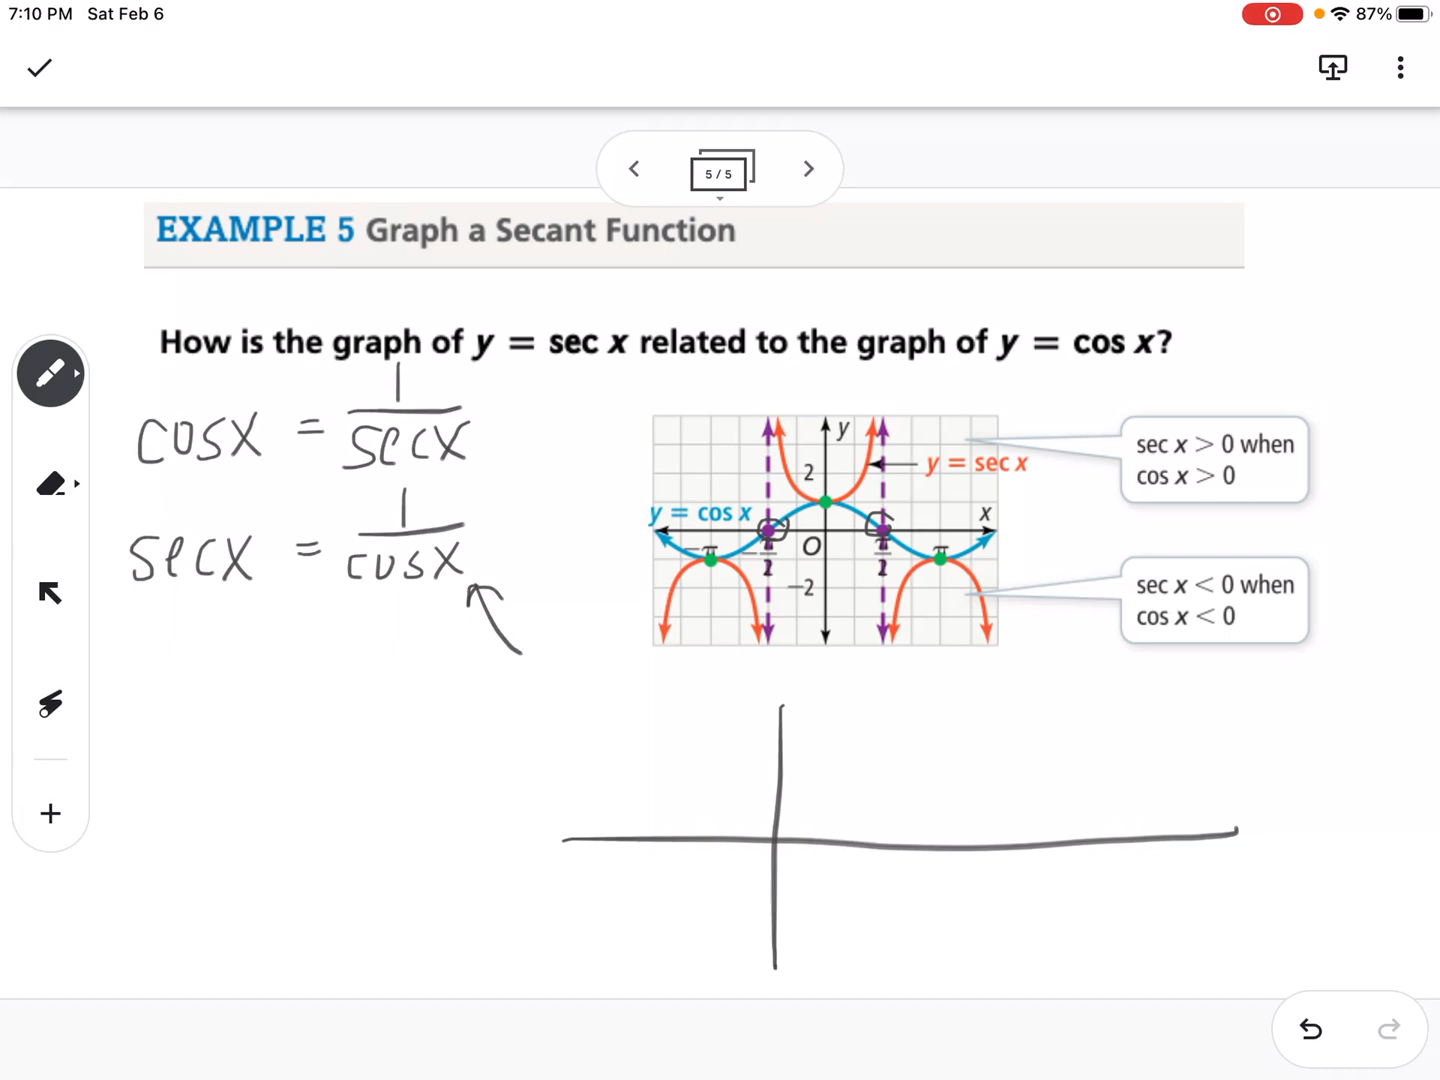 7:10 PM Sat Feb 6
87%
5 / 5
EXAMPLE 5 Graph a Secant Function
How is the graph of y = sec x related to the graph of y = cos x?
cosx = 1/secx
secx = 1/cosx
y
2
y = sec x
y = cos x
x
-π
-π/2
O
π/2
π
-2
sec x > 0 when
cos x > 0
sec x < 0 when
cos x < 0